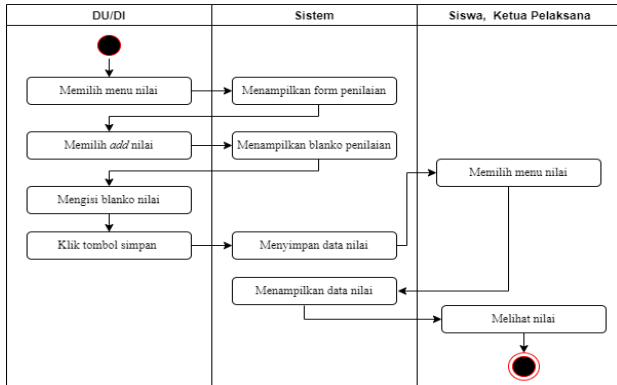 DU/DI
Sistem
Siswa, Ketua Pelaksana
Memilih menu nilai
Menampilkan form penilaian
Memilih add nilai
Menampilkan blanko penilaian
Memilih menu nilai
Mengisi blanko nilai
Klik tombol simpan
Menyimpan data nilai
Menampilkan data nilai
Melihat nilai